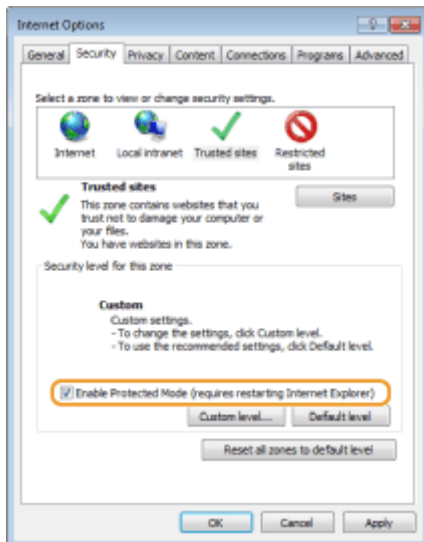 Internet Options
General Security Privacy Content Connections Programs Advanced
Select a zone to view or change security settings.
Internet Local intranet Trusted sites Restricted sites
Trusted sites
This zone contains websites that you
trust not to damage your computer or
your files.
You have websites in this zone.
Sites
Security level for this zone
Custom
Custom settings.
- To change the settings, click Custom level.
- To use the recommended settings, click Default level.
Enable Protected Mode (requires restarting Internet Explorer)
Custom level... Default level
Reset all zones to default level
OK Cancel Apply